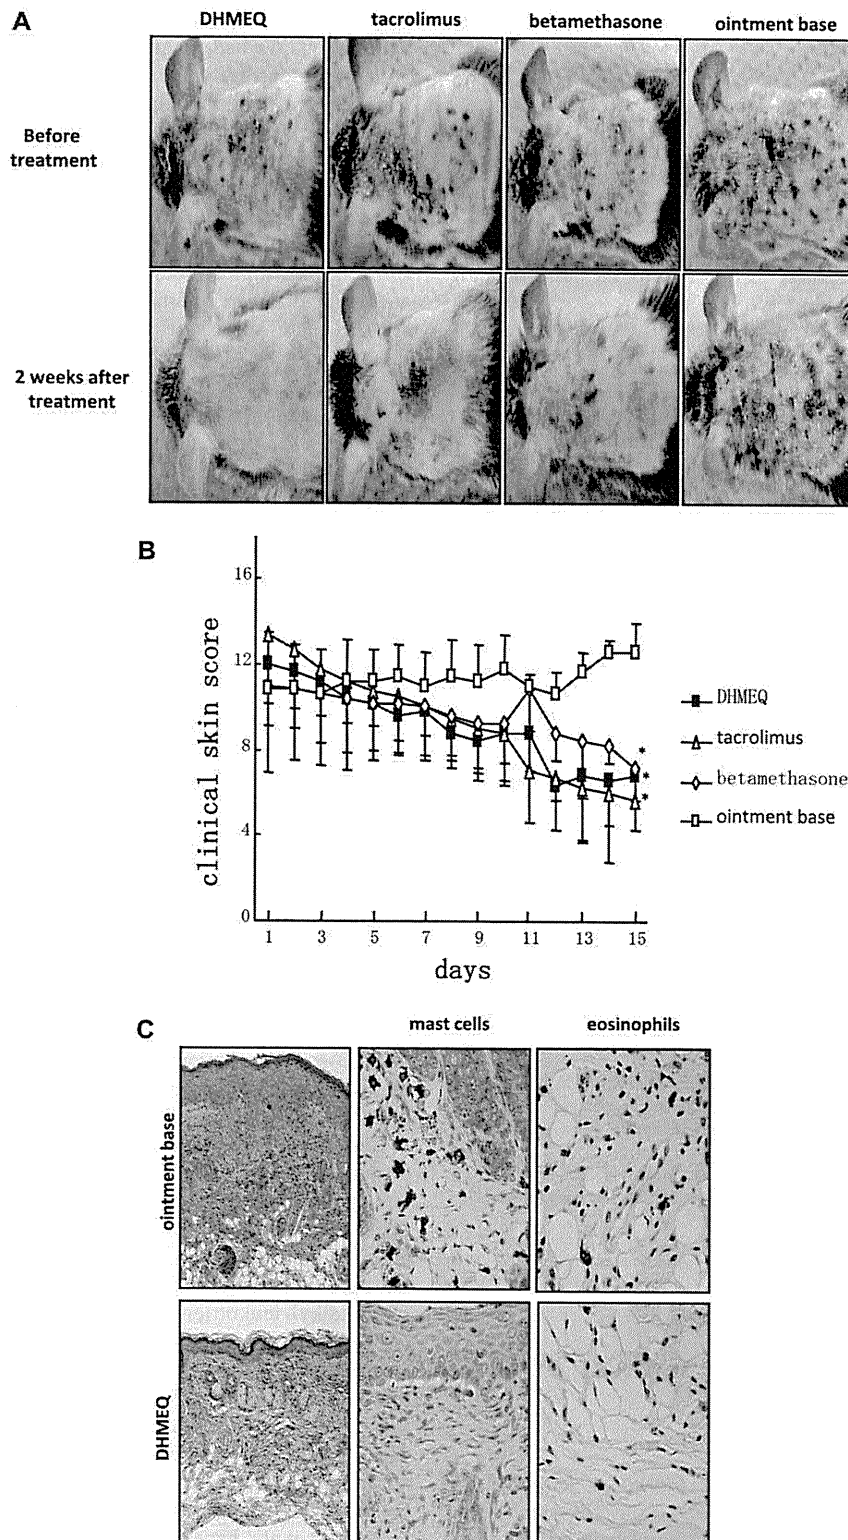 A
DHMEQ tacrolimus betamethasone ointment base
Before
treatment
2 weeks after
treatment
B
clinical skin score
16
12
8
4
0
1 3 5 7 9 11 13 15
days
DHMEQ
tacrolimus
betamethasone
ointment base
*
*
*
C
mast cells eosinophils
ointment base
DHMEQ